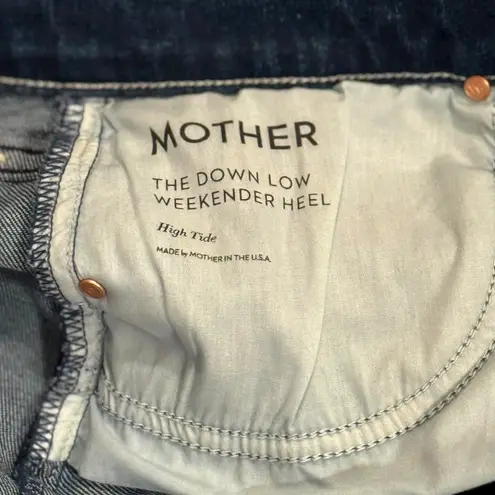 MOTHER
THE DOWN LOW
WEEKENDER HEEL
High Tide
MADE by MOTHER IN THE U.S.A.